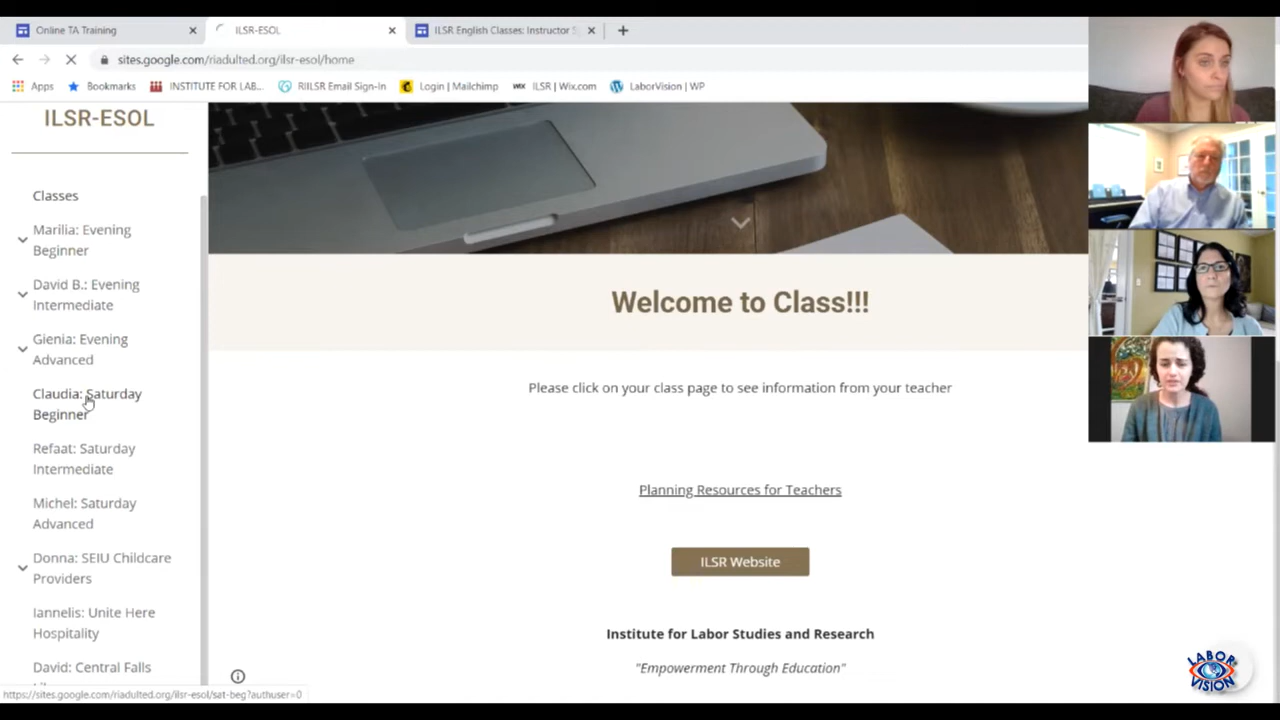 Online TA Training
ILSR-ESOL
ILSR English Classes: Instructor S
sites.google.com/riadulted.org/ilsr-esol/home
Apps
Bookmarks
INSTITUTE FOR LAB...
RIILSR Email Sign-In
Login | Mailchimp
WIX
ILSR | Wix.com
LaborVision | WP
ILSR-ESOL
Classes
Marilia: Evening
Beginner
David B.: Evening
Intermediate
Gienia: Evening
Advanced
Claudia: Saturday
Beginner
Refaat: Saturday
Intermediate
Michel: Saturday
Advanced
Donna: SEIU Childcare
Providers
Iannelis: Unite Here
Hospitality
David: Central Falls
https://sites.google.com/riadulted.org/ilsr-esol/sat-beg?authuser=0
Welcome to Class!!!
Please click on your class page to see information from your teacher
Planning Resources for Teachers
ILSR Website
Institute for Labor Studies and Research
"Empowerment Through Education"
LABOR
VISION